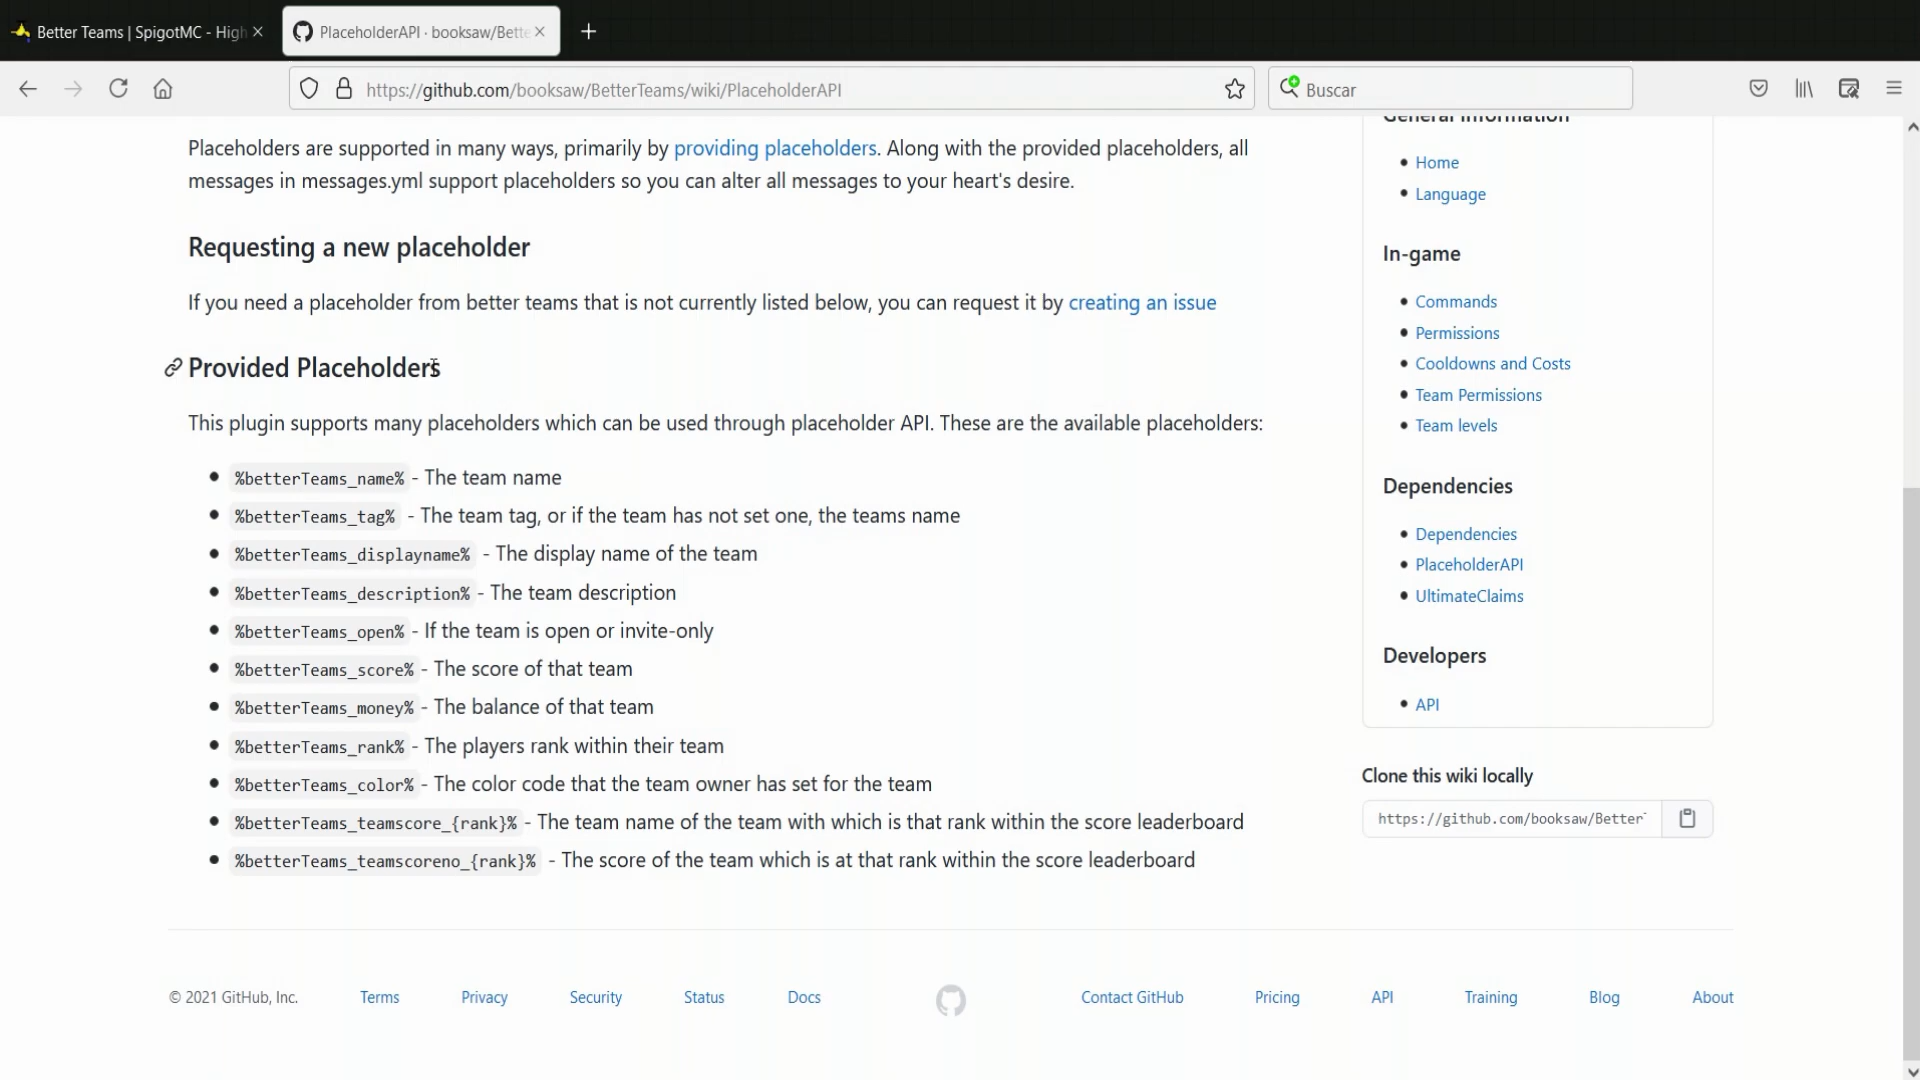 Better Teams | SpigotMC - High
PlaceholderAPI · booksaw/Bette
https://github.com/booksaw/BetterTeams/wiki/PlaceholderAPI
Buscar
Placeholders are supported in many ways, primarily by providing placeholders. Along with the provided placeholders, all
messages in messages.yml support placeholders so you can alter all messages to your heart's desire.
Requesting a new placeholder
If you need a placeholder from better teams that is not currently listed below, you can request it by creating an issue
Provided Placeholders
This plugin supports many placeholders which can be used through placeholder API. These are the available placeholders:
%betterTeams_name% - The team name
%betterTeams_tag% - The team tag, or if the team has not set one, the teams name
%betterTeams_displayname% - The display name of the team
%betterTeams_description% - The team description
%betterTeams_open% - If the team is open or invite-only
%betterTeams_score% - The score of that team
%betterTeams_money% - The balance of that team
%betterTeams_rank% - The players rank within their team
%betterTeams_color% - The color code that the team owner has set for the team
%betterTeams_teamscore_{rank}% - The team name of the team with which is that rank within the score leaderboard
%betterTeams_teamscoreno_{rank}% - The score of the team which is at that rank within the score leaderboard
General Information
Home
Language
In-game
Commands
Permissions
Cooldowns and Costs
Team Permissions
Team levels
Dependencies
Dependencies
PlaceholderAPI
UltimateClaims
Developers
API
Clone this wiki locally
https://github.com/booksaw/Better
© 2021 GitHub, Inc.
Terms
Privacy
Security
Status
Docs
Contact GitHub
Pricing
API
Training
Blog
About